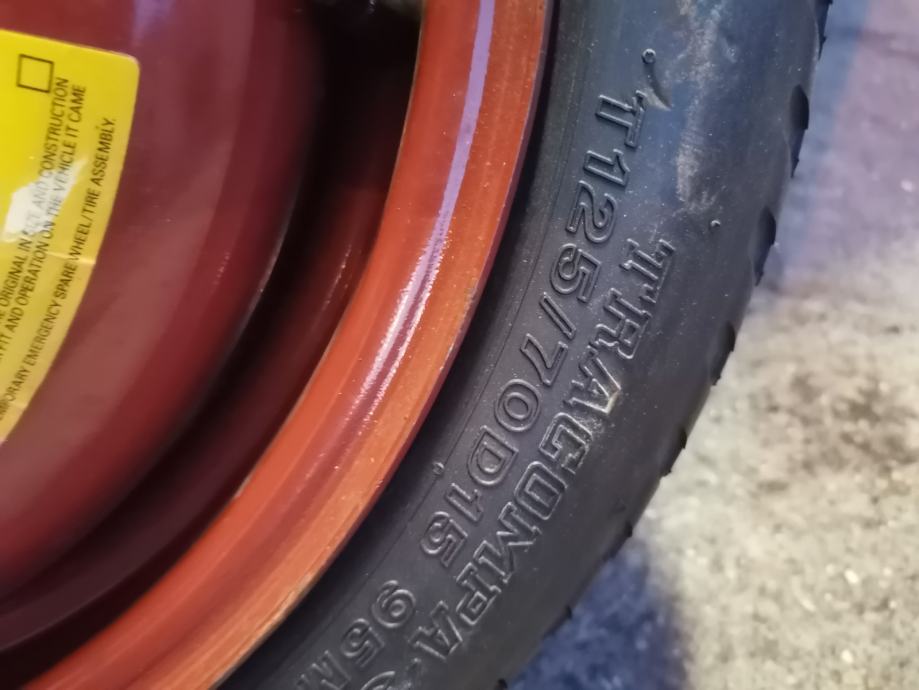 ORIGINAL IN SIZE AND CONSTRUCTION
FIT AND OPERATION ON THE VEHICLE IT CAME
TEMPORARY EMERGENCY SPARE WHEEL/TIRE ASSEMBLY.
T125/70D15 95M
TRACOMPA-